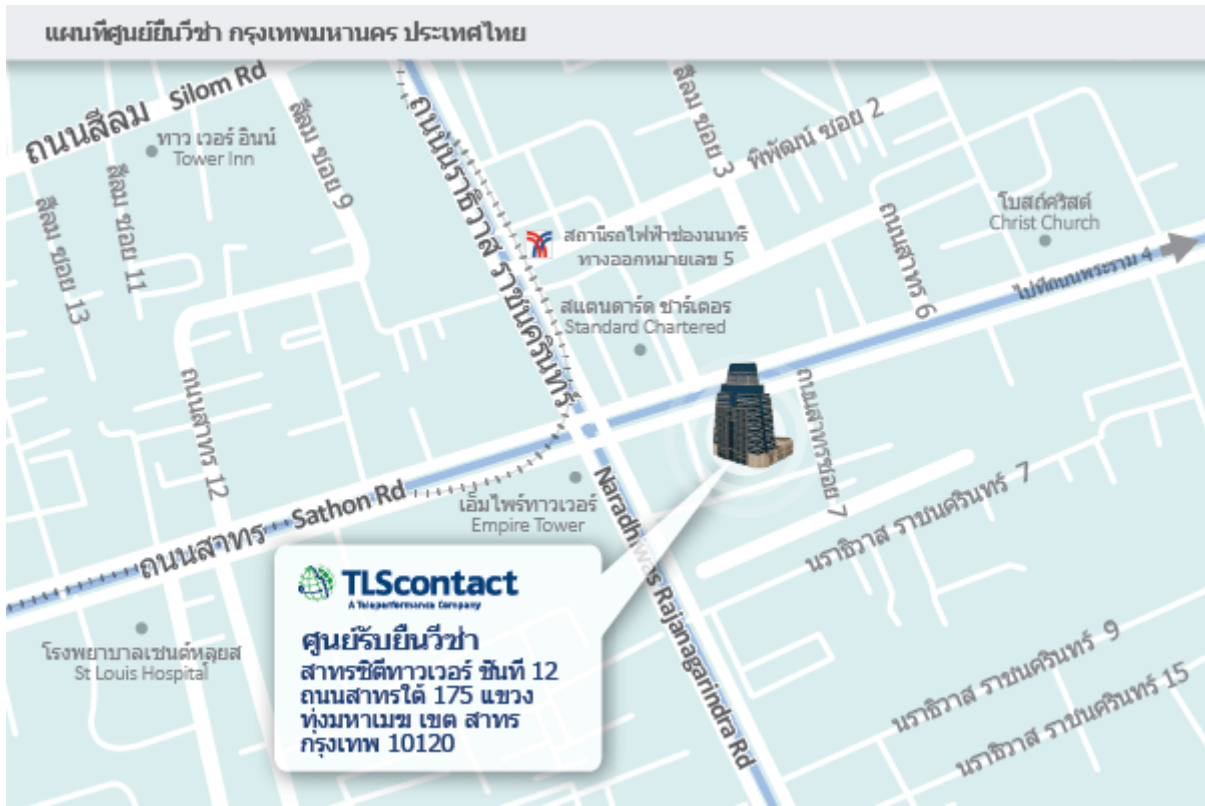 แผนที่ศูนย์ยื่นวีซ่า กรุงเทพมหานคร ประเทศไทย
ถนนสีลม Silom Rd
ทาว เวอร์ อินน์
Tower Inn
สีลม ซอย 9
สีลม ซอย 11
สีลม ซอย 13
ถนนนราธิวาส ราชนครินทร์
สีลม ซอย 3
พิพัฒน์ ซอย 2
โบสถ์คริสต์
Christ Church
ถนนสาทร 6
ไปที่ถนนพระราม 4
สถานีรถไฟฟ้าช่องนนทรี
ทางออกหมายเลข 5
สแตนดาร์ด ชาร์เตอร
Standard Chartered
ถนนสาทร 12
ถนนสาทรซอย 7
นราธิวาส ราชนครินทร์ 7
เอ็มไพร์ทาวเวอร์
Empire Tower
ถนนสาทร Sathon Rd
Naradhiwas Rajanagarindra Rd
โรงพยาบาลเซนต์หลุยส
St Louis Hospital
TLScontact
A Teleperformance Company
ศูนย์รับยื่นวีซ่า
สาทรซิตี้ทาวเวอร์ ชั้นที่ 12
ถนนสาทรใต้ 175 แขวง
ทุ่งมหาเมฆ เขต สาทร
กรุงเทพ 10120
นราธิวาส ราชนครินทร์ 9
นราธิวาส ราชนครินทร์ 15